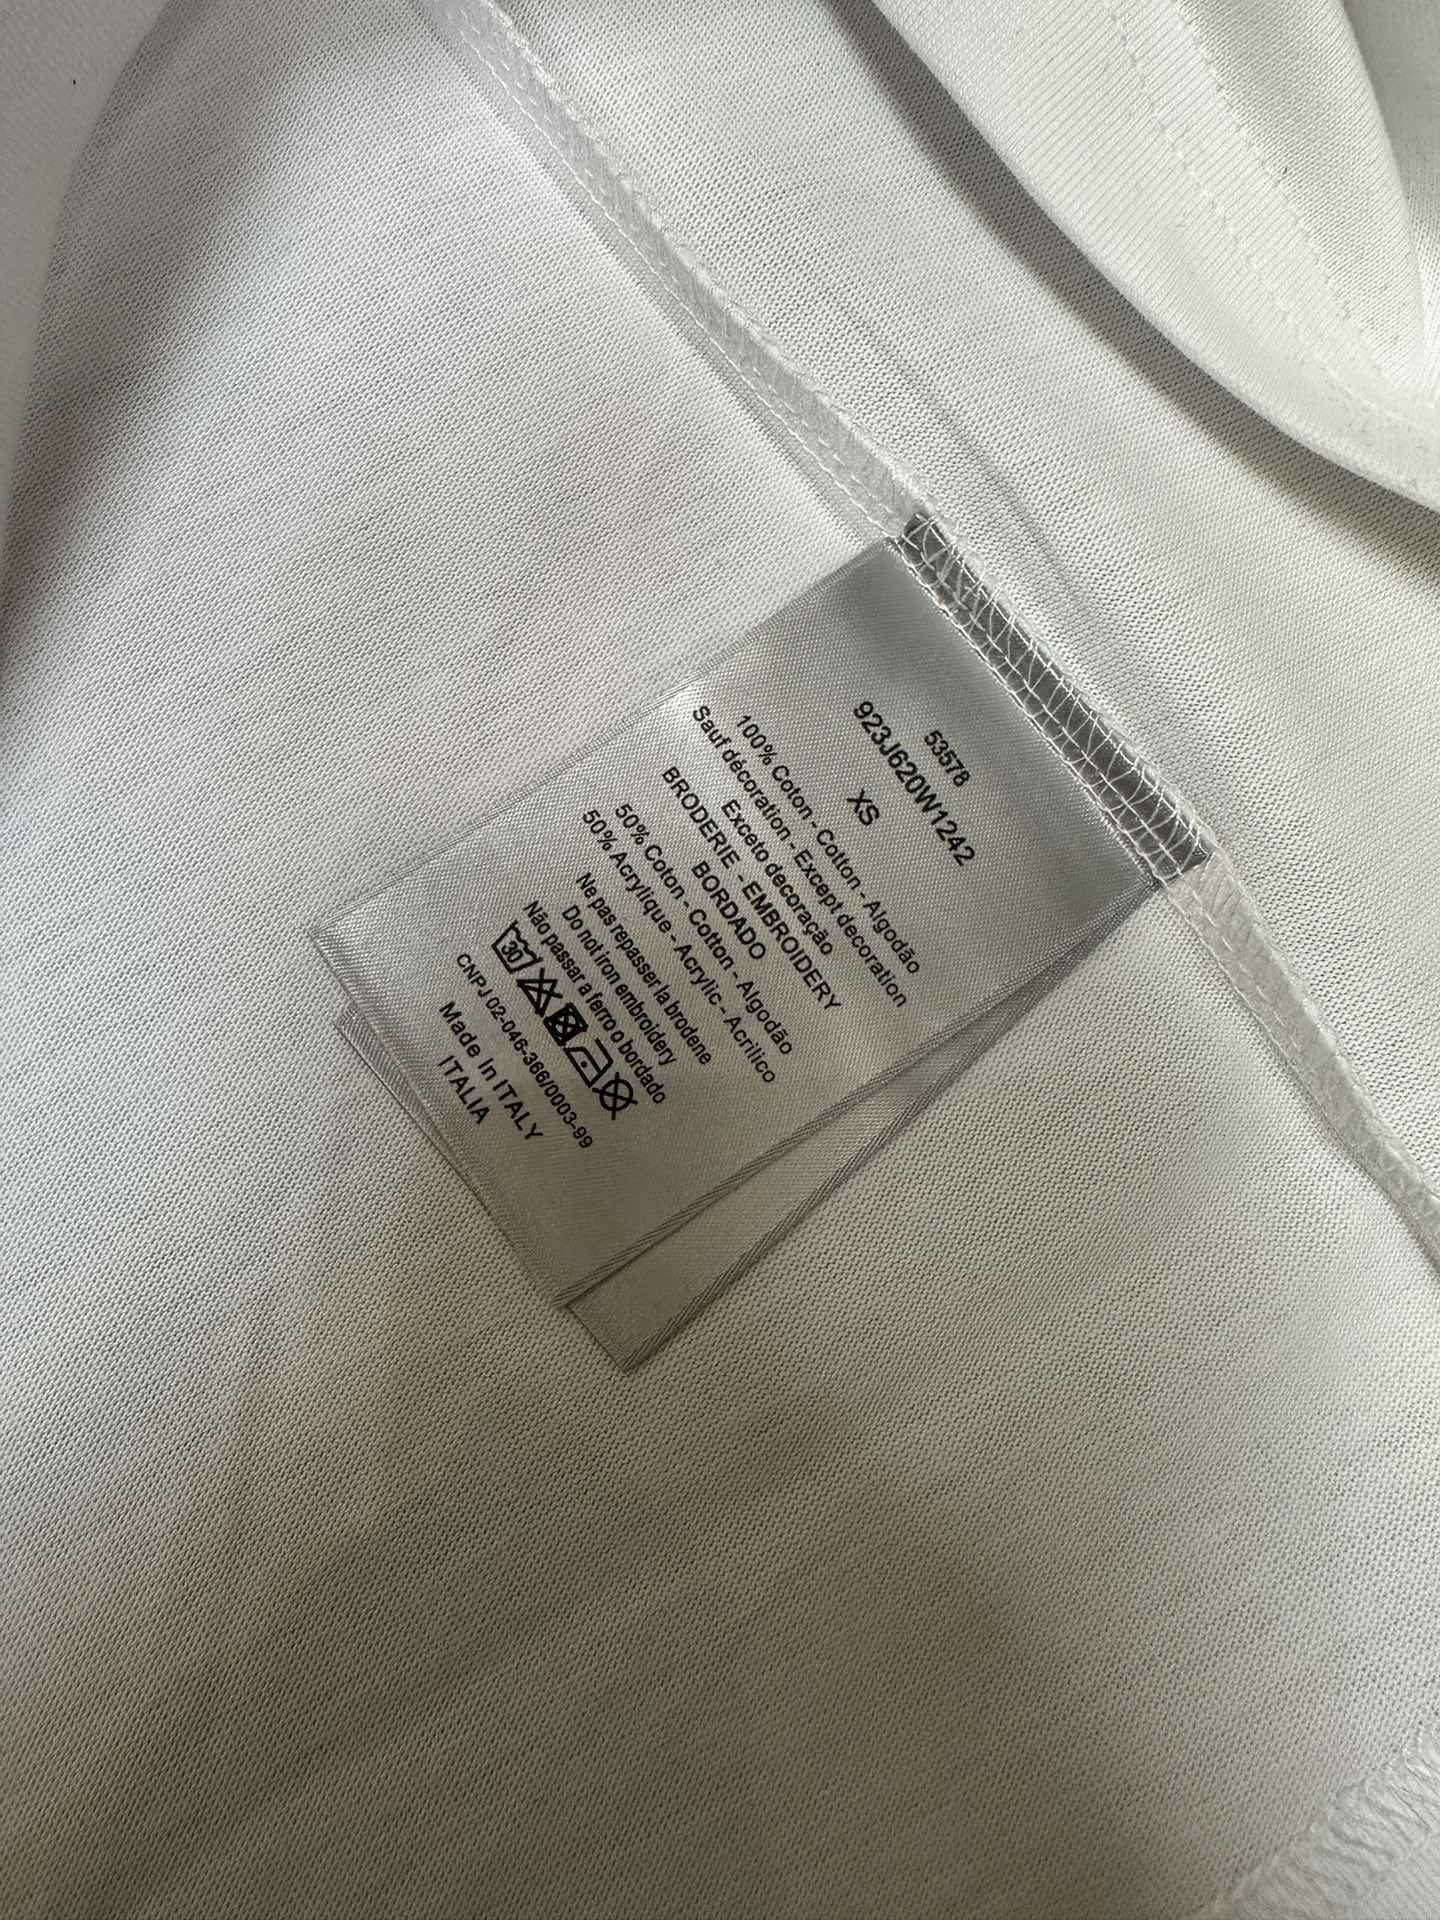 53578
923J620W1242
XS
100% Coton - Cotton - Algodão
Sauf décoration - Except decoration
Exceto decoração
BRODERIE - EMBROIDERY
BORDADO
50% Coton - Cotton - Algodão
50% Acrylique - Acrylic - Acrilico
Ne pas repasser la brodene
Do not iron embroidery
Não passar a ferro o bordado
30
CNPJ 02-046-366/0003-99
Made In ITALY
ITALIA